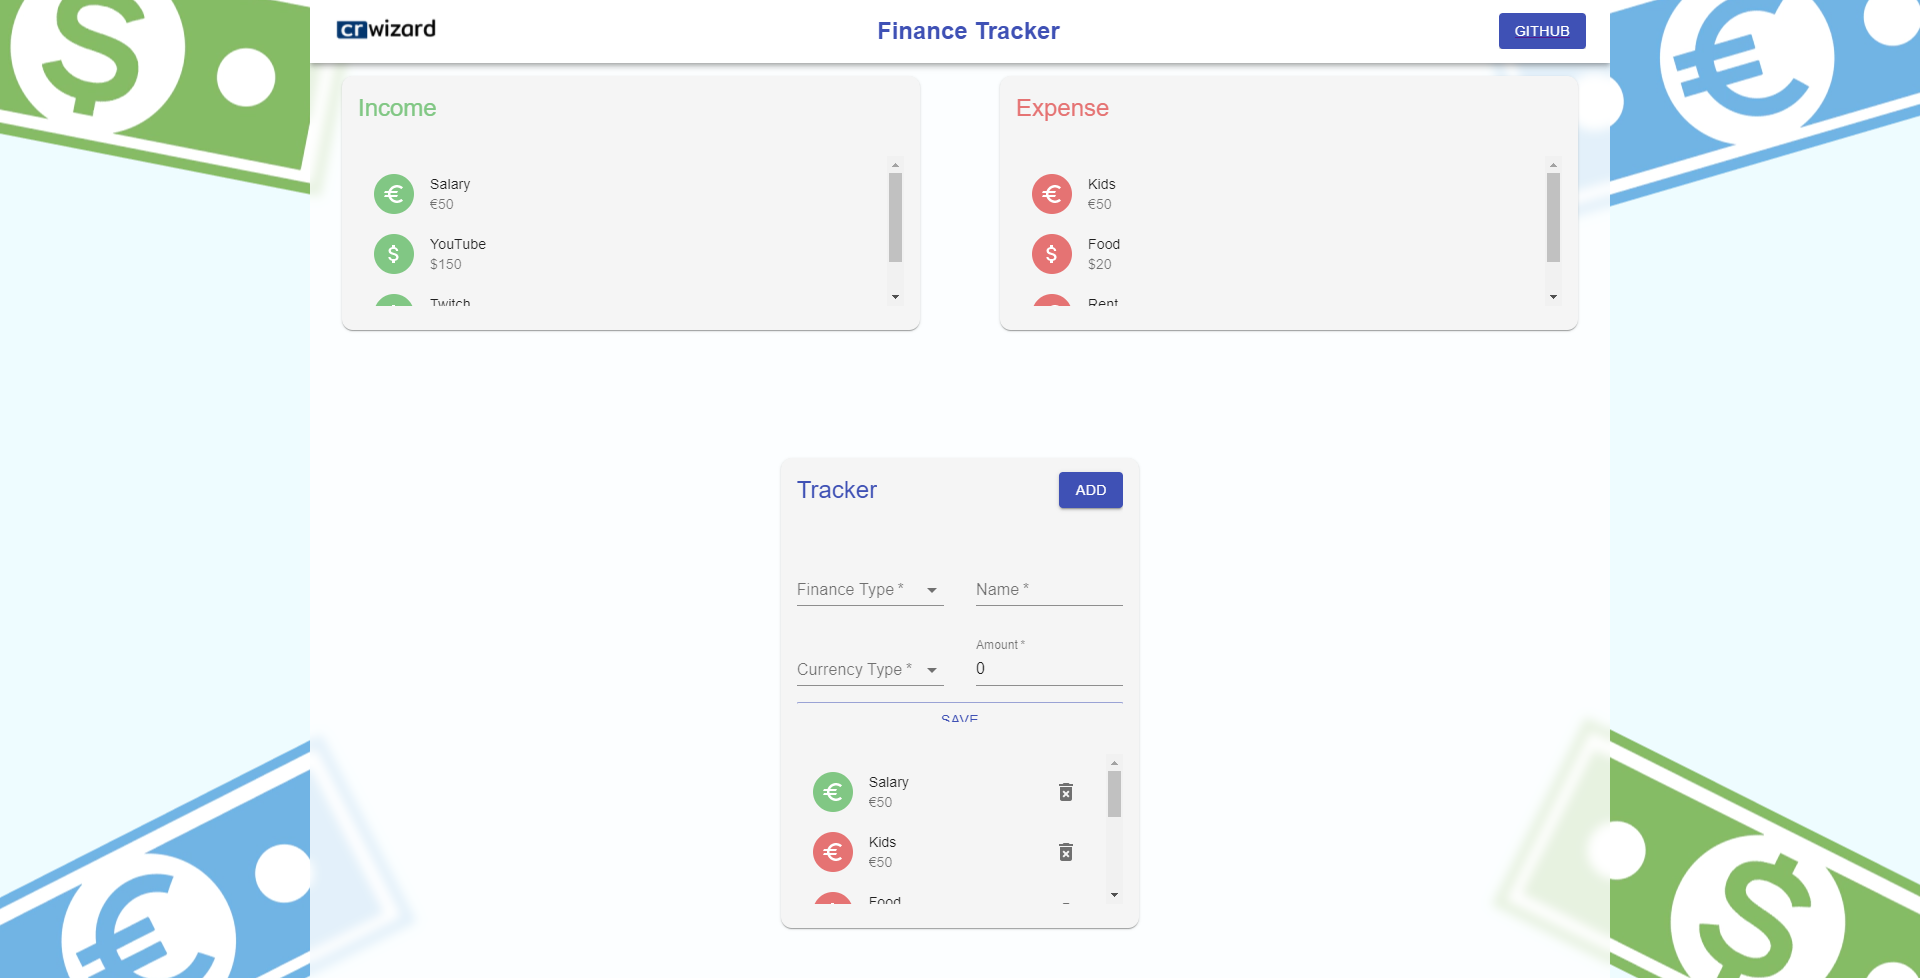 crwizard
Finance Tracker
GITHUB
Income
Salary
€50
YouTube
$150
Twitch
Expense
Kids
€50
Food
$20
Rent
Tracker
ADD
Finance Type *
Name *
Currency Type *
Amount *
0
SAVE
Salary
€50
Kids
€50
Food